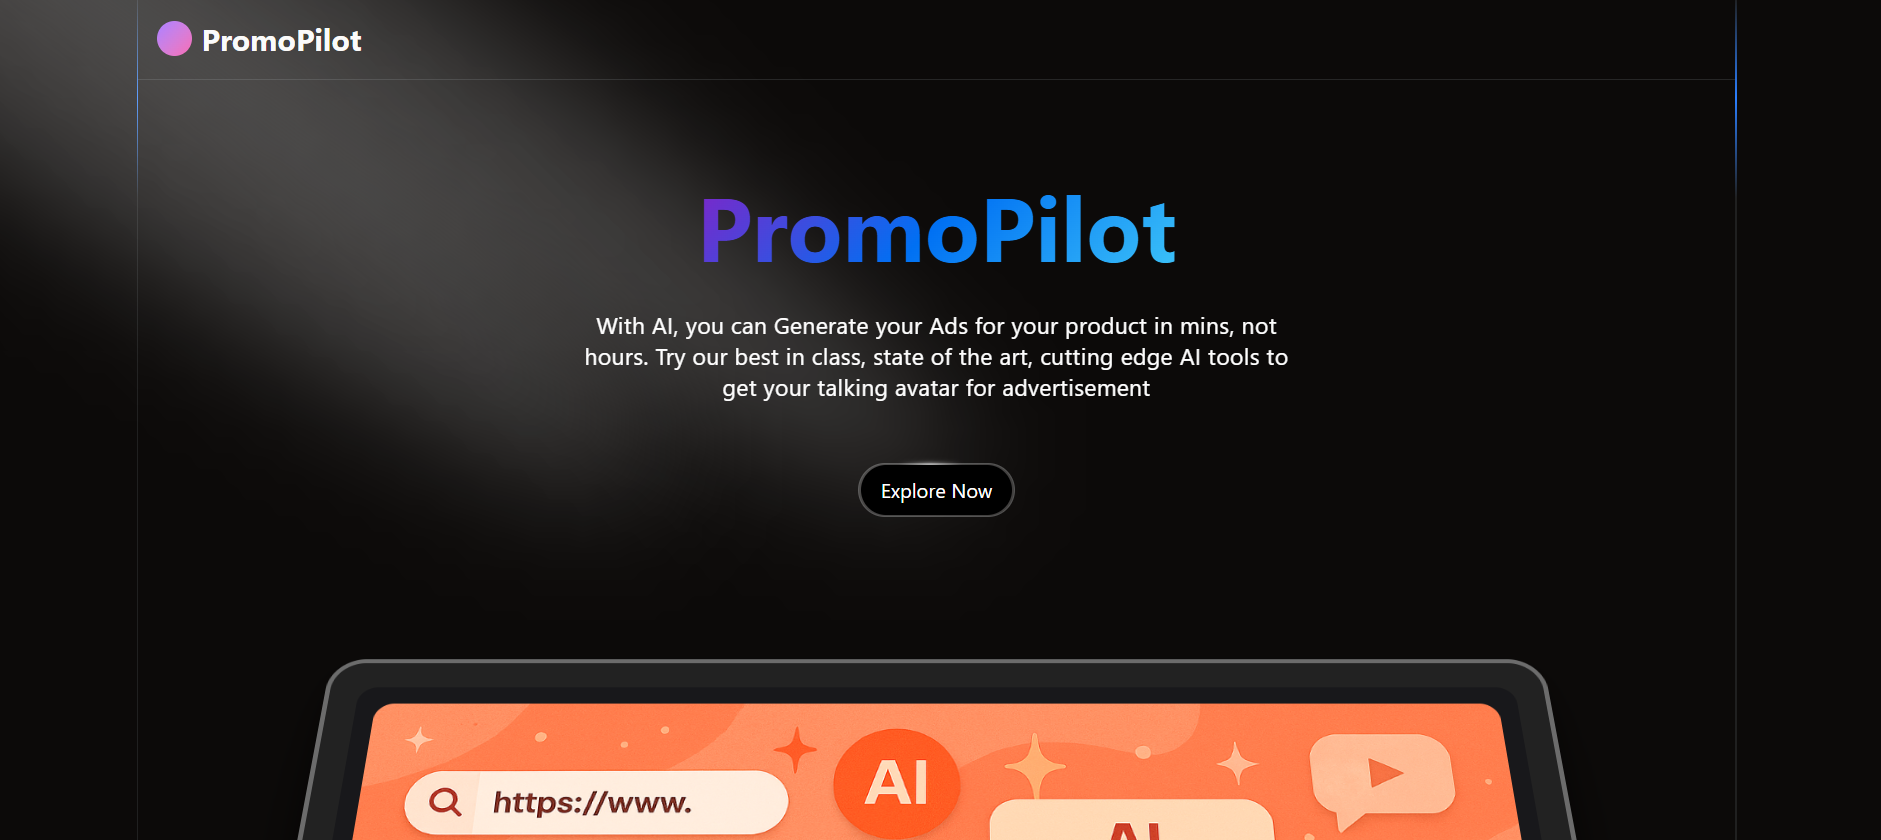 PromoPilot
PromoPilot
With AI, you can Generate your Ads for your product in mins, not
hours. Try our best in class, state of the art, cutting edge AI tools to
get your talking avatar for advertisement
Explore Now
AI
https://www.
AI